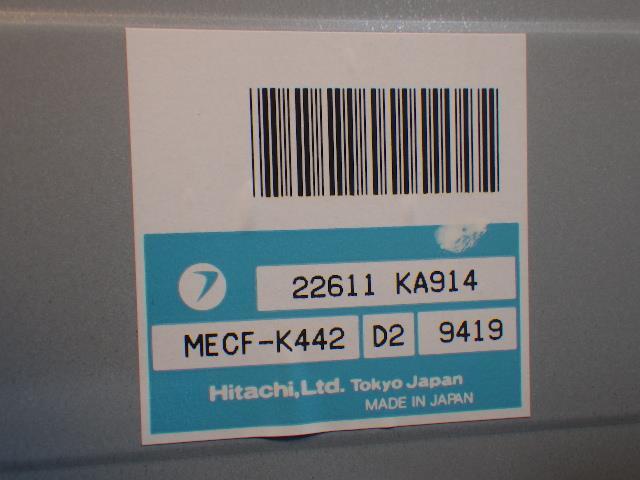 22611 KA914
MECF-K442 D2 9419
Hitachi,Ltd. Tokyo Japan
MADE IN JAPAN